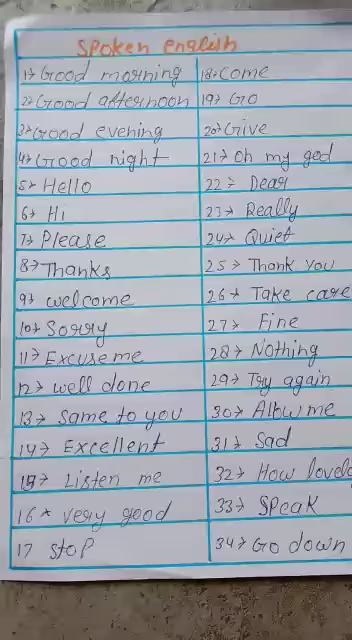 Spoken english
1→ Good morning
2→ Good afternoon
3→ Good evening
4→ Good night
5→ Hello
6→ Hi
7→ Please
8→ Thanks
9→ welcome
10→ Sorry
11→ Excuse me
12→ well done
13→ Same to you
14→ Excellent
15→ Listen me
16* very good
17 Stop
18→ Come
19→ Go
20→ Give
21→ Oh my god
22→ Dear
23→ Really
24→ Quiet
25→ Thank you
26→ Take care
27→ Fine
28→ Nothing
29→ Try again
30→ Allow me
31→ Sad
32→ How
33→ Speak
34→ Go down